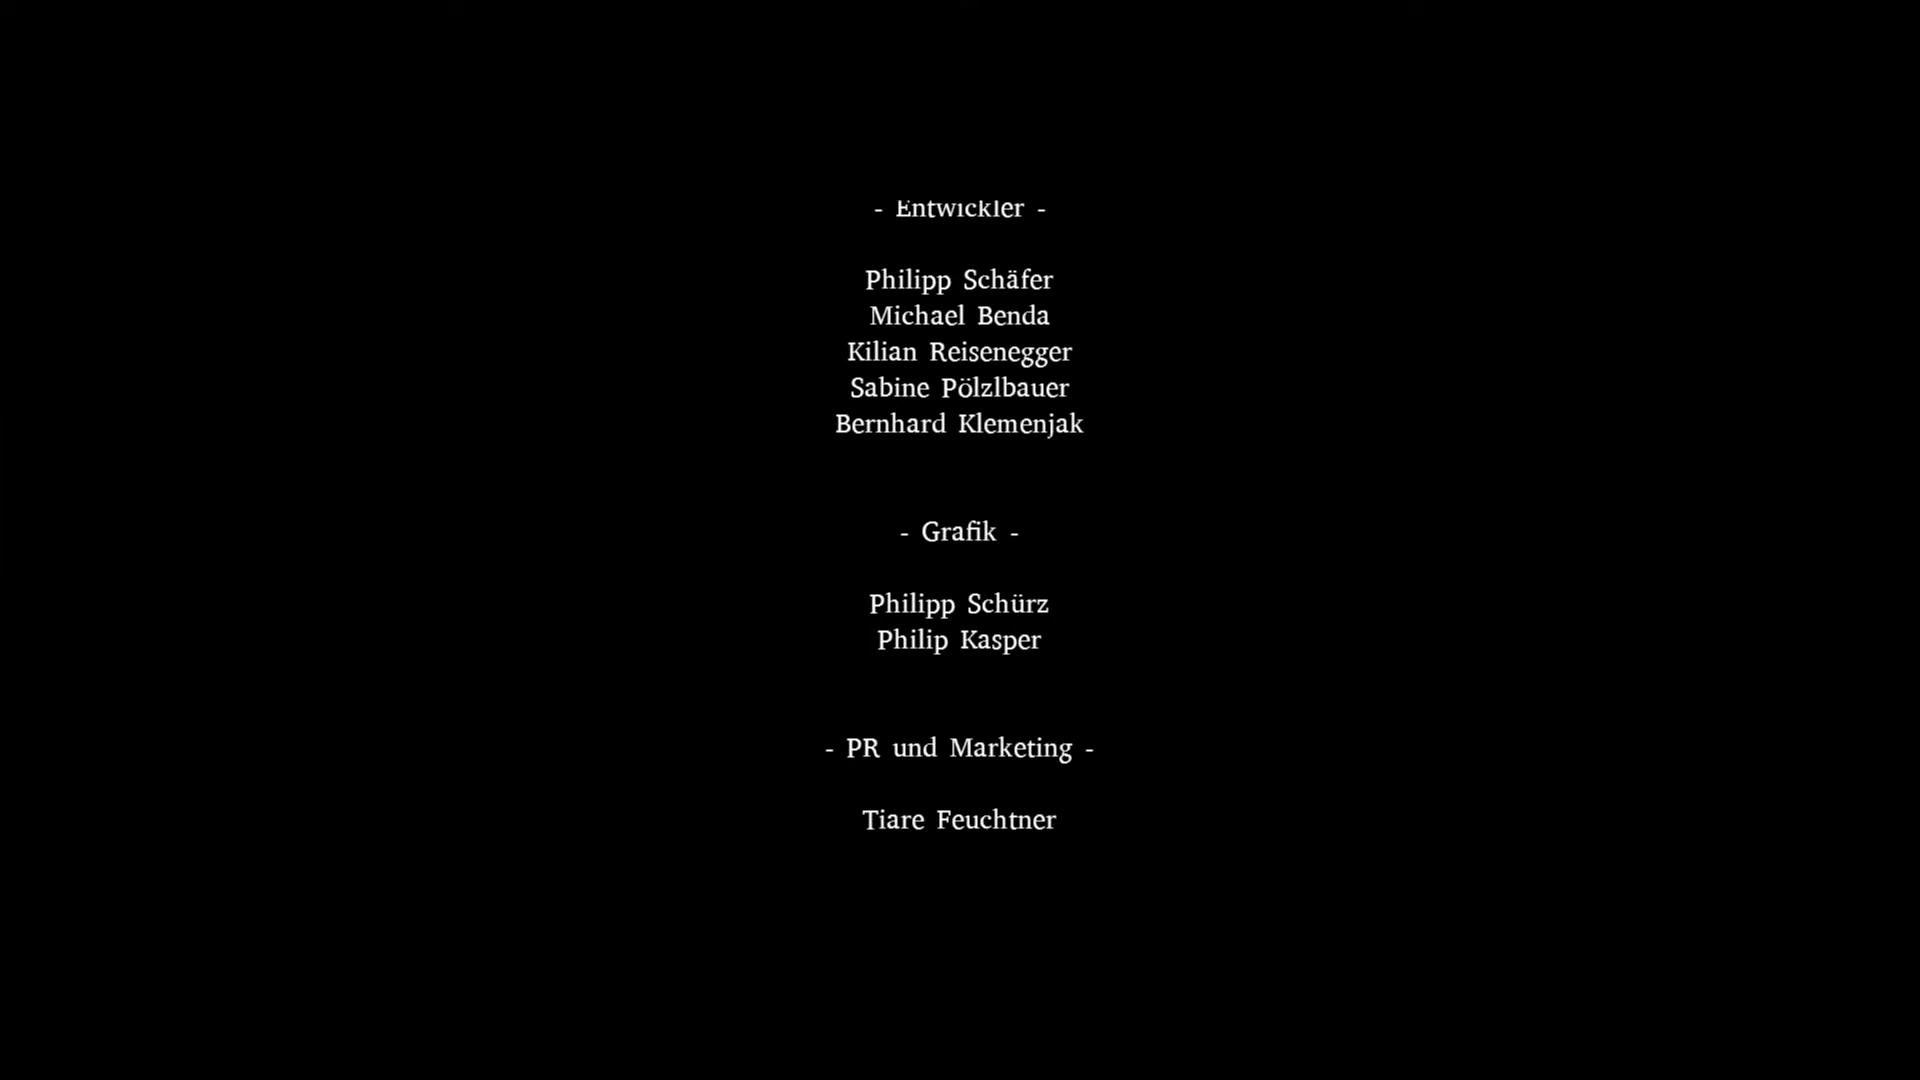 - Entwickler -
Philipp Schäfer
Michael Benda
Kilian Reisenegger
Sabine Pölzlbauer
Bernhard Klemenjak
- Grafik -
Philipp Schürz
Philip Kasper
- PR und Marketing -
Tiare Feuchtner